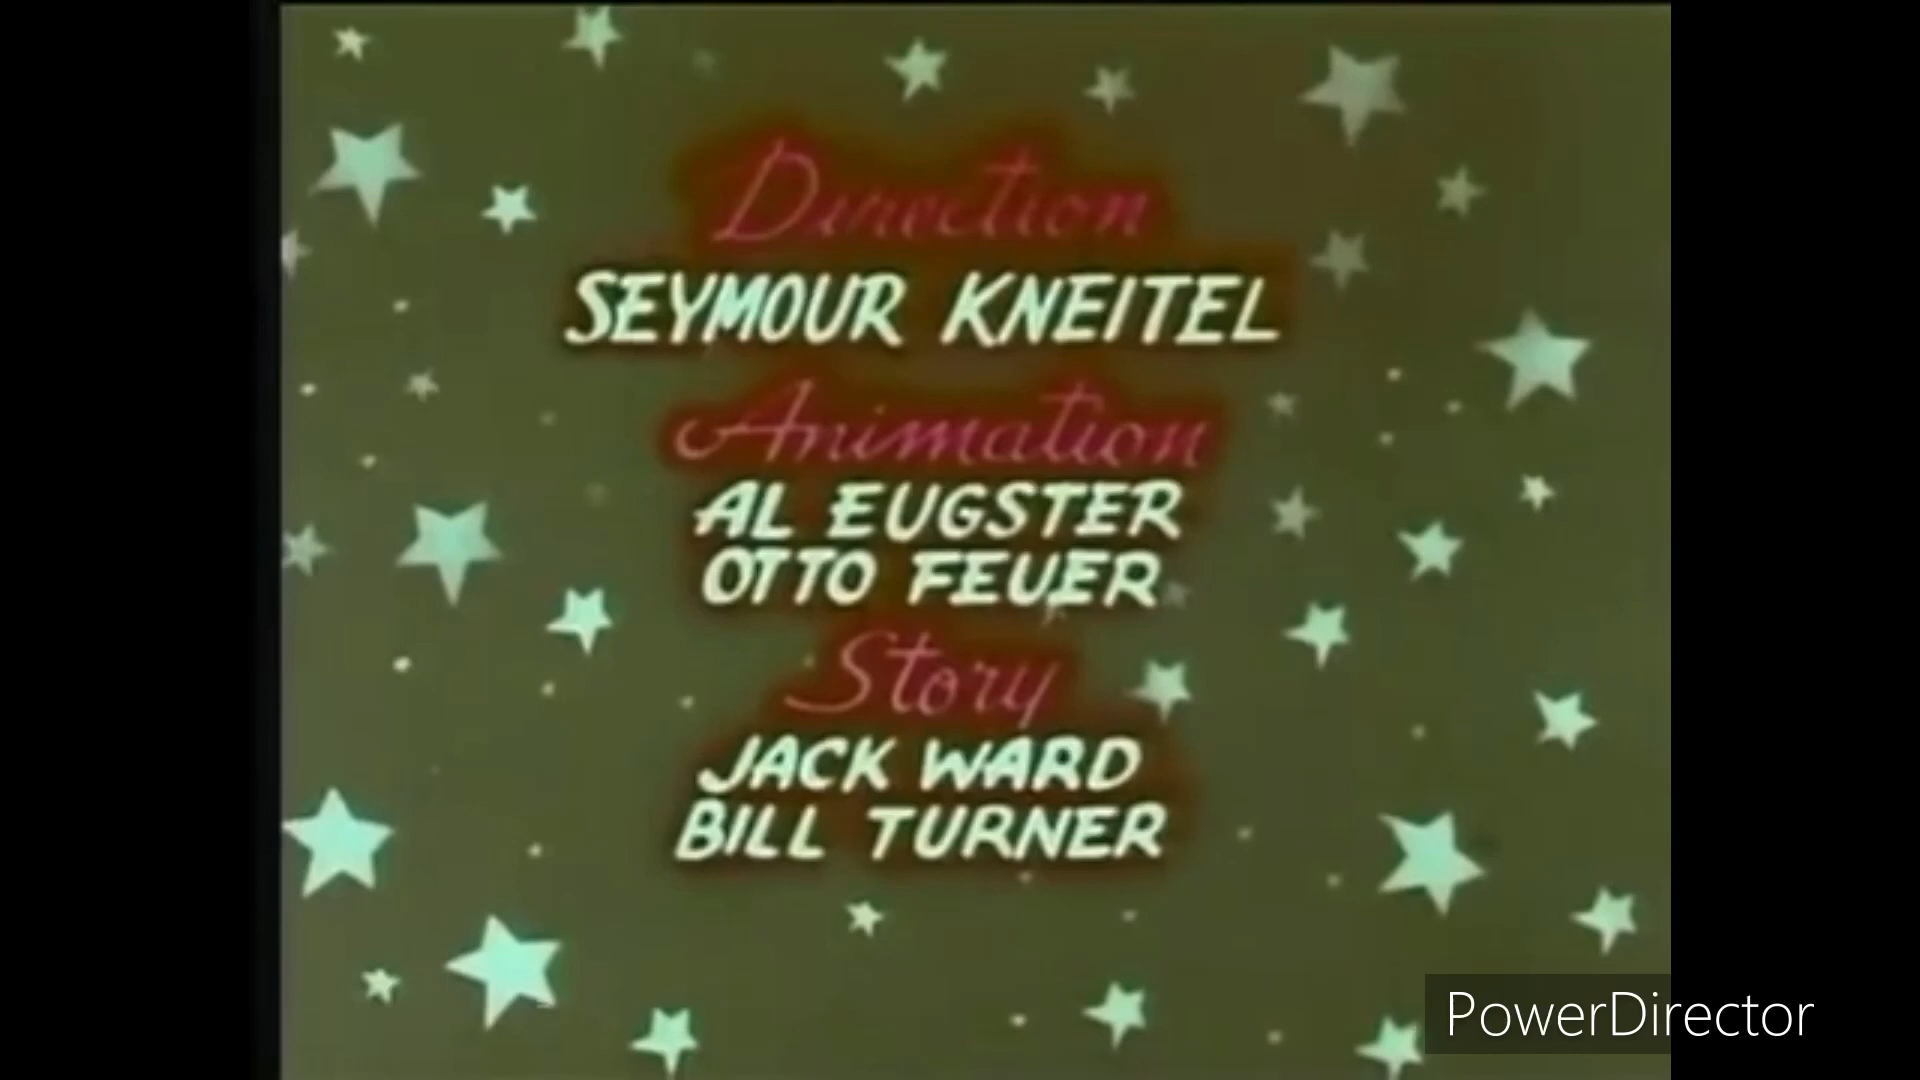 Direction
SEYMOUR KNEITEL
Animation
AL EUGSTER
OTTO FEUER
Story
JACK WARD
BILL TURNER
PowerDirector